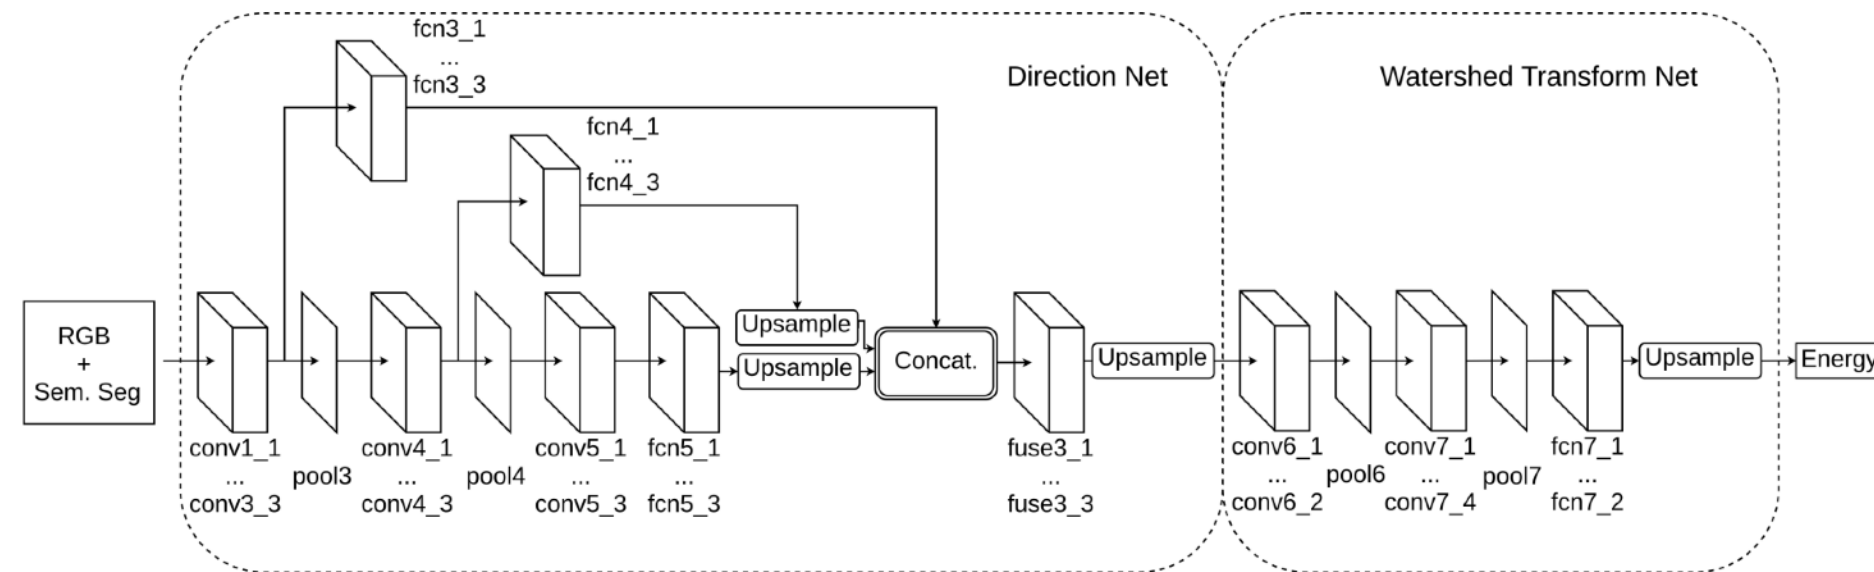 fcn3_1
...
fcn3_3
Direction Net
Watershed Transform Net
fcn4_1
...
fcn4_3
RGB
+
Sem. Seg
Upsample
Upsample
Concat.
Upsample
Upsample
Energy
conv1_1
...
conv3_3
pool3
conv4_1
...
conv4_3
pool4
conv5_1
...
conv5_3
fcn5_1
...
fcn5_3
fuse3_1
...
fuse3_3
conv6_1
...
conv6_2
pool6
conv7_1
...
conv7_4
pool7
fcn7_1
...
fcn7_2